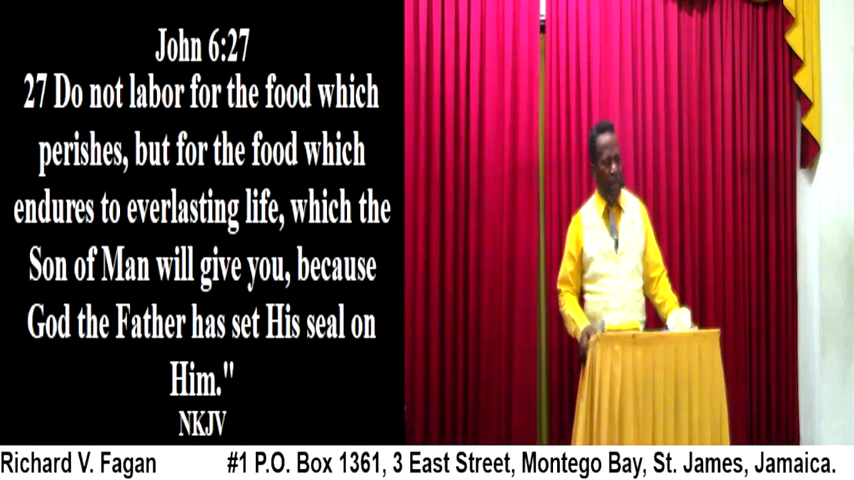 John 6:27
27 Do not labor for the food which
perishes, but for the food which
endures to everlasting life, which the
Son of Man will give you, because
God the Father has set His seal on
Him."
NKJV
Richard V. Fagan #1 P.O. Box 1361, 3 East Street, Montego Bay, St. James, Jamaica.